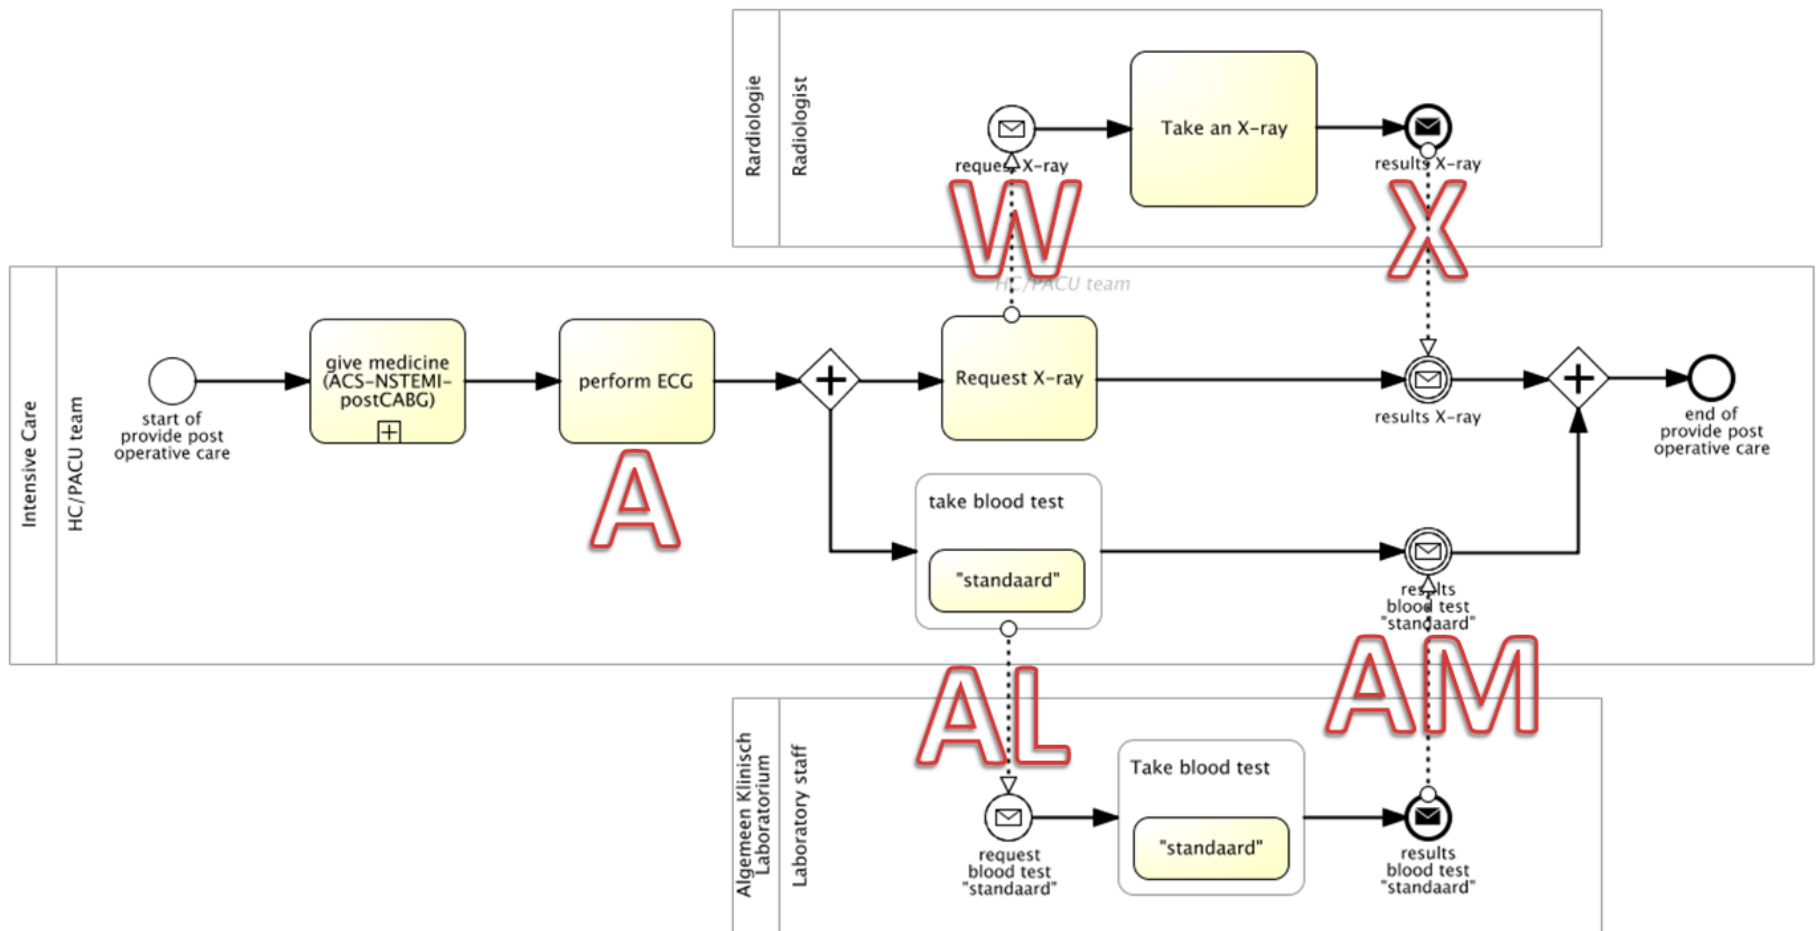 Rardiologie
Radiologist
request X-ray
Take an X-ray
results X-ray
W
X
Intensive Care
HC/PACU team
HC/PACU team
start of
provide post
operative care
give medicine
(ACS-NSTEMI-
postCABG)
perform ECG
A
Request X-ray
results X-ray
end of
provide post
operative care
take blood test
"standaard"
results
blood test
"standaard"
AL
AM
Algemeen Klinisch
Laboratorium
Laboratory staff
request
blood test
"standaard"
Take blood test
"standaard"
results
blood test
"standaard"